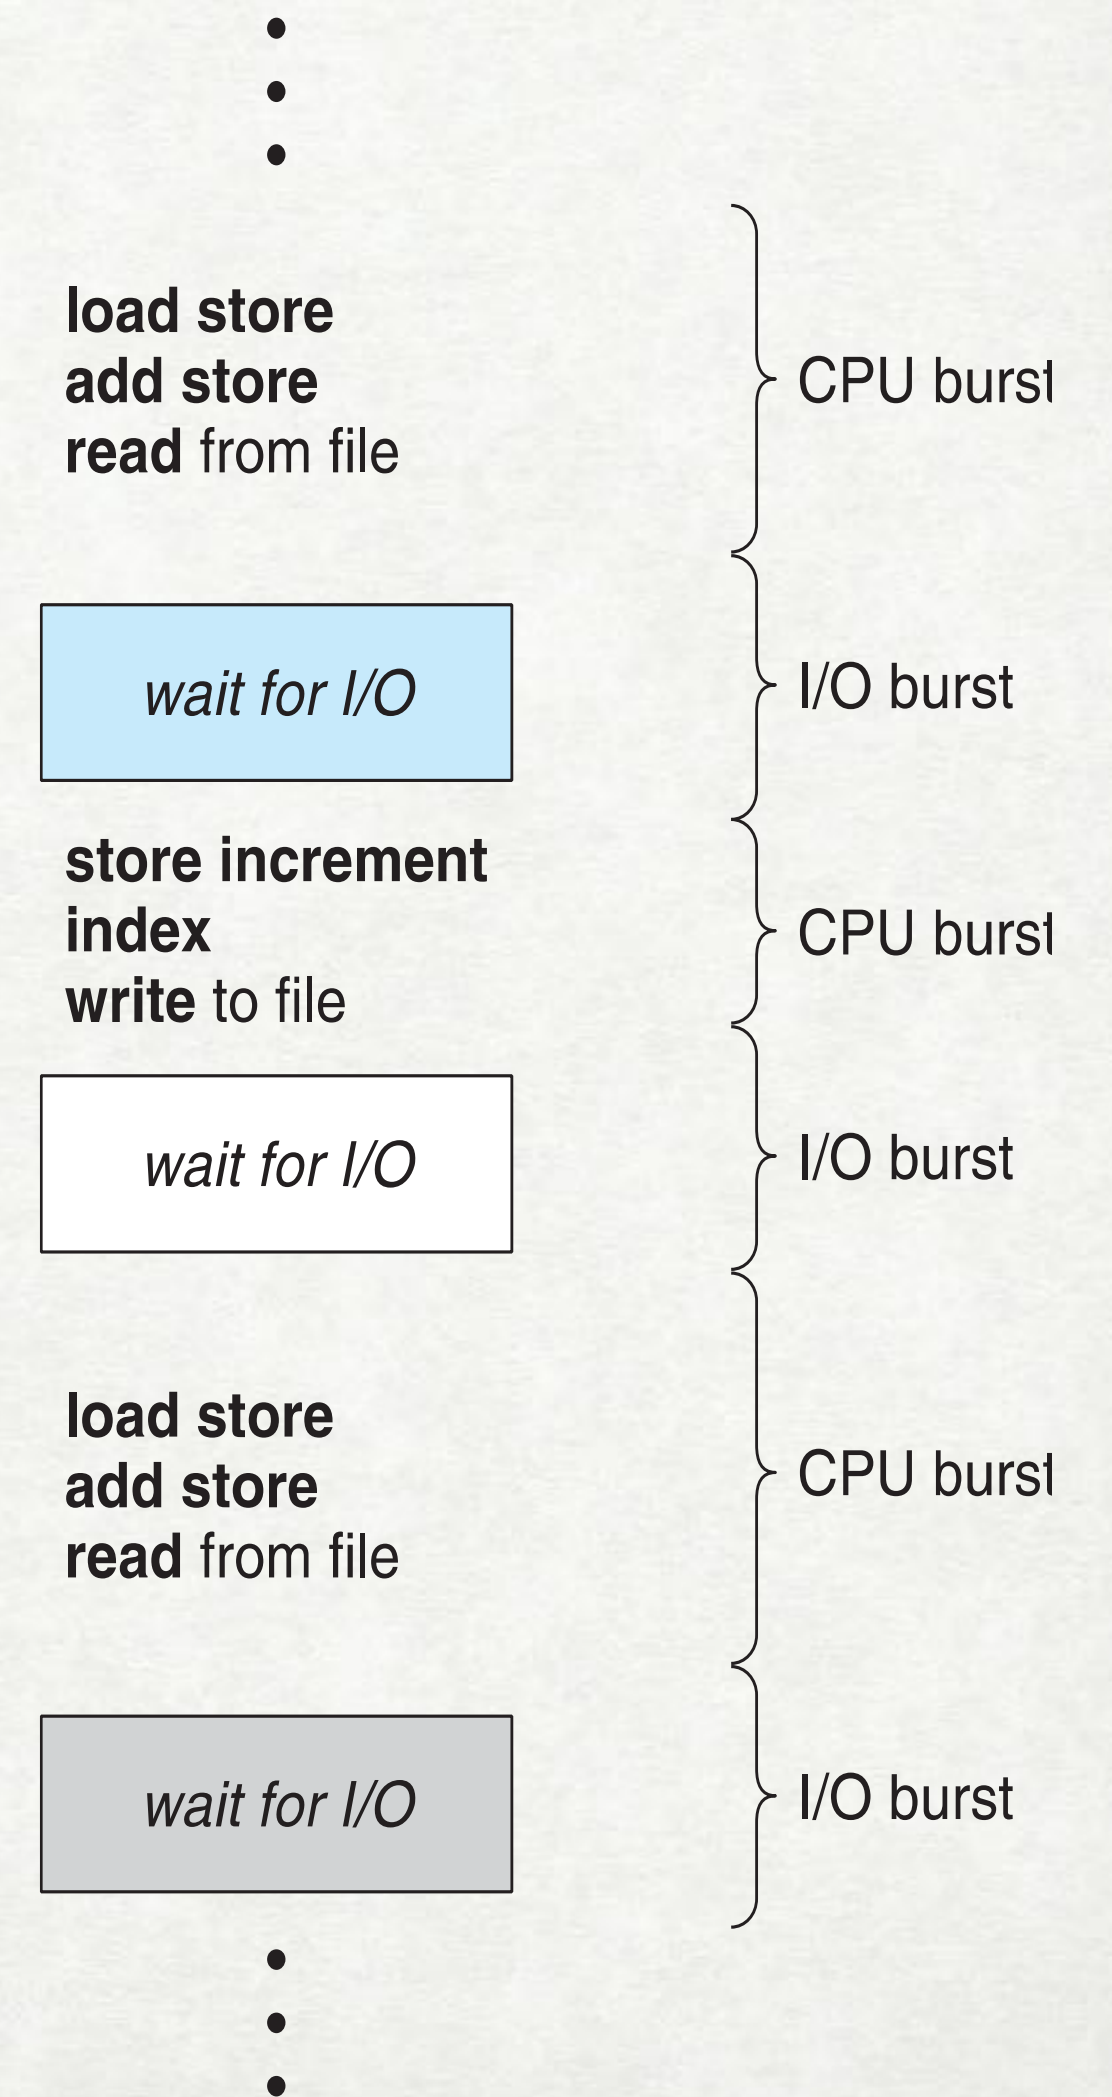 load store
add store
read from file
CPU burst
wait for I/O
I/O burst
store increment
index
write to file
CPU burst
wait for I/O
I/O burst
load store
add store
read from file
CPU burst
wait for I/O
I/O burst